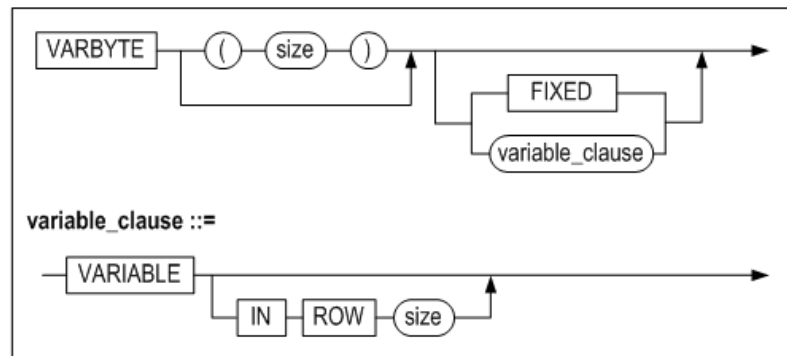 VARBYTE ( size )
FIXED
variable_clause
variable_clause ::=
VARIABLE
IN ROW size